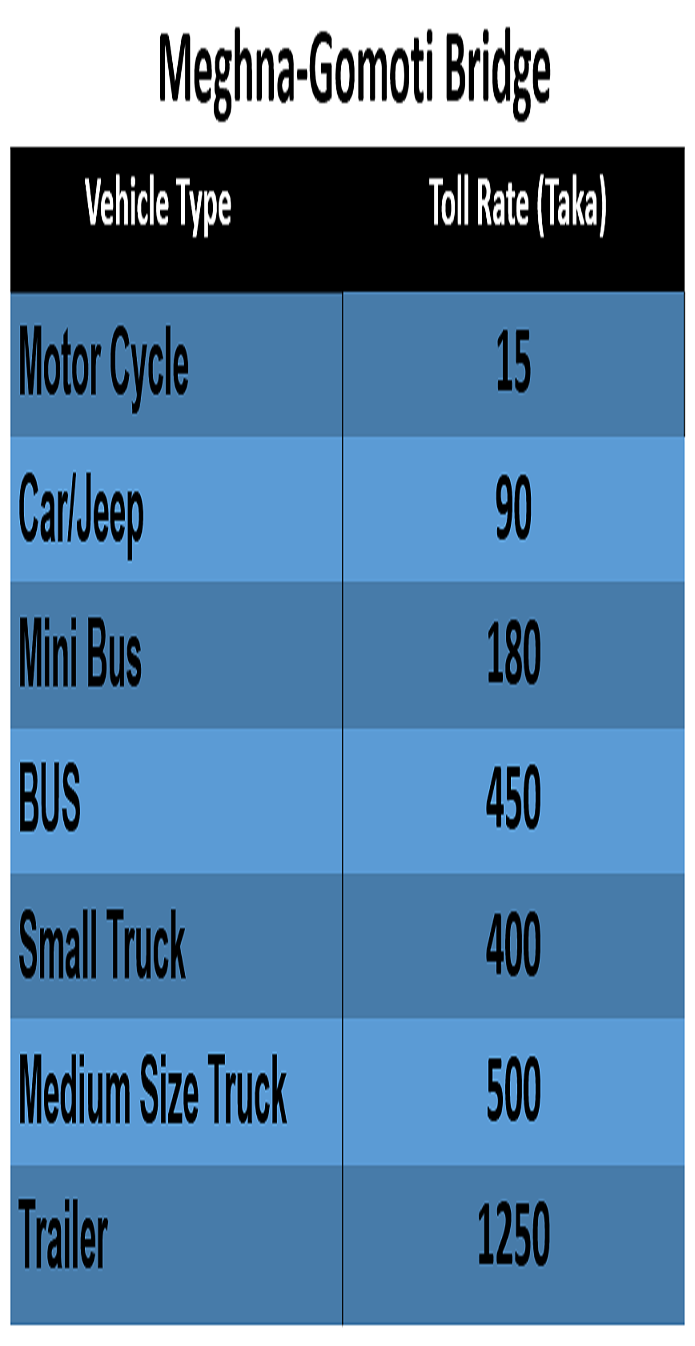 Meghna-Gomoti Bridge
Vehicle Type Toll Rate (Taka)
Motor Cycle 15
Car/Jeep 90
Mini Bus 180
BUS 450
Small Truck 400
Medium Size Truck 500
Trailer 1250